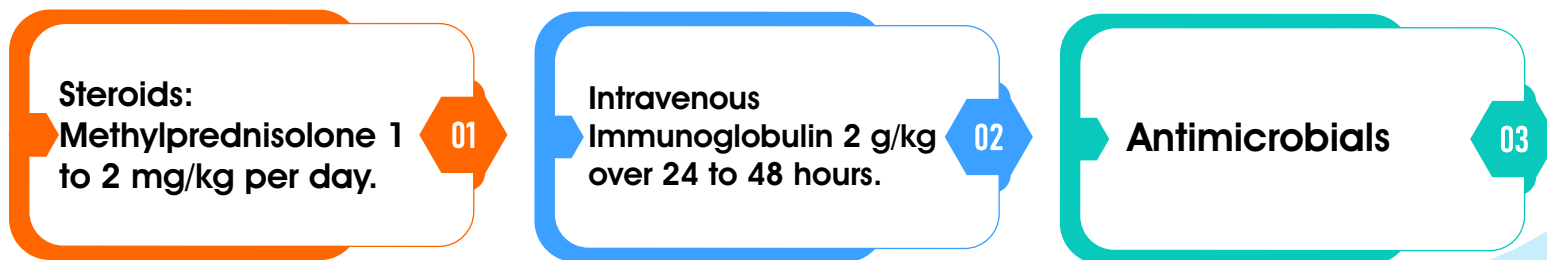 Steroids:
Methylprednisolone 1
to 2 mg/kg per day.
01
Intravenous
Immunoglobulin 2 g/kg
over 24 to 48 hours.
02
Antimicrobials
03